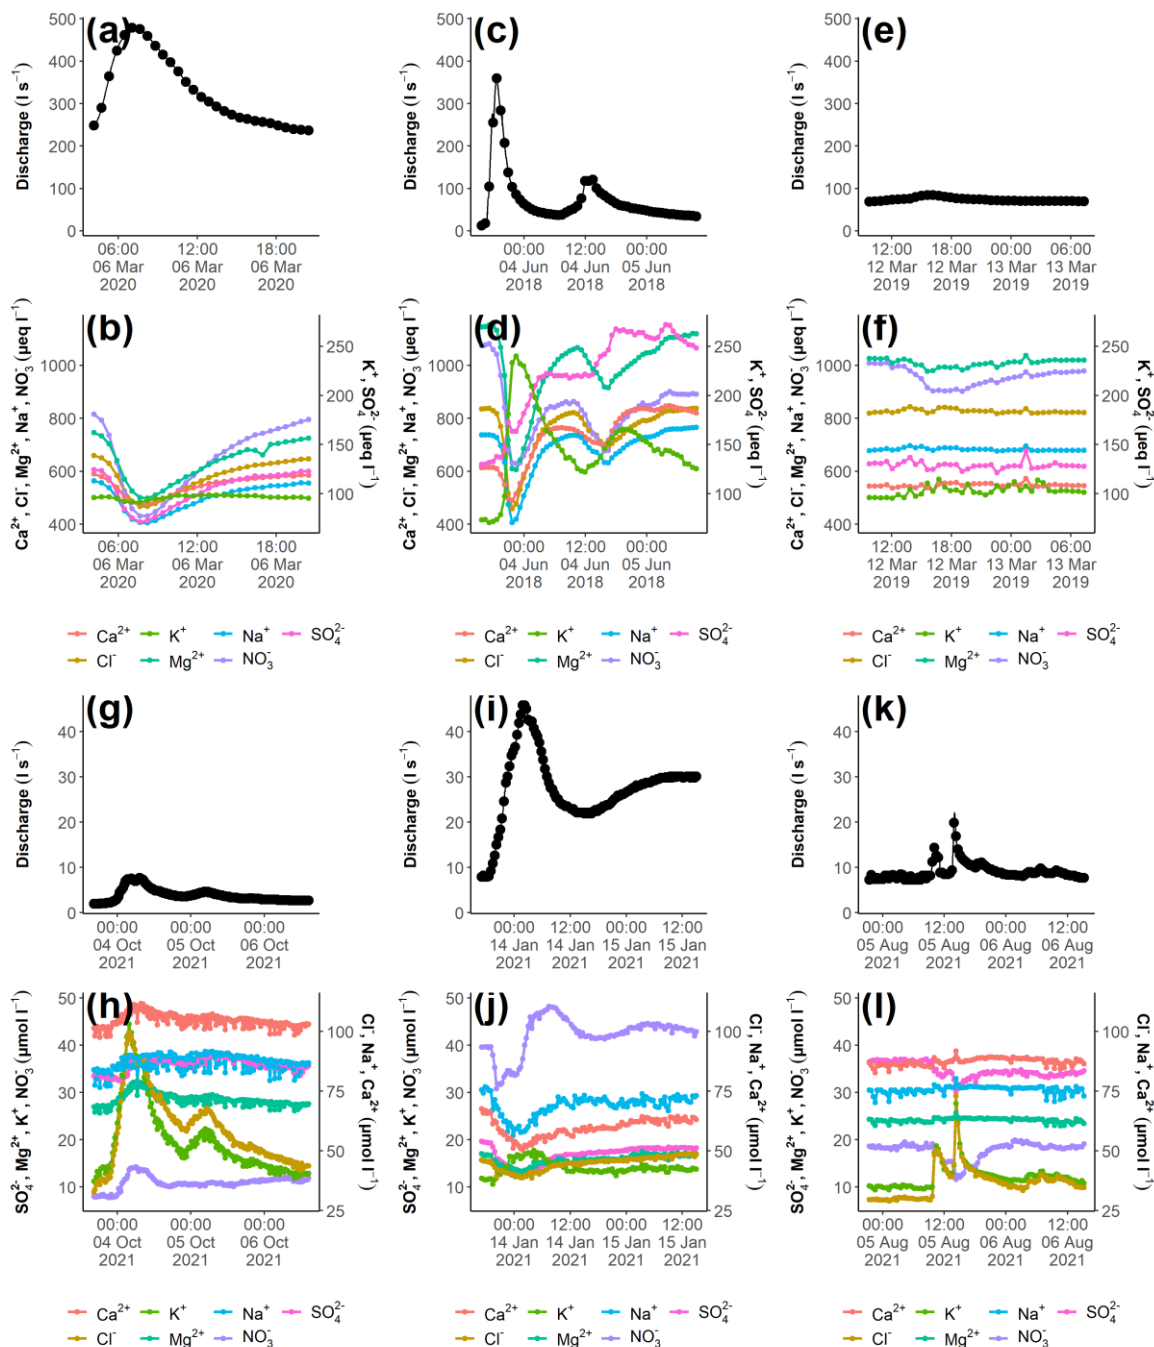 (a)
Discharge (l s⁻¹)
500
400
300
200
100
0
06:00 12:00 18:00
06 Mar 06 Mar 06 Mar
2020 2020 2020
(c)
Discharge (l s⁻¹)
500
400
300
200
100
0
00:00 12:00 00:00
04 Jun 04 Jun 05 Jun
2018 2018 2018
(e)
Discharge (l s⁻¹)
500
400
300
200
100
0
12:00 18:00 00:00 06:00
12 Mar 12 Mar 13 Mar 13 Mar
2019 2019 2019 2019
(b)
Ca²⁺, Cl⁻, Mg²⁺, Na⁺, NO₃⁻ (µeq l⁻¹)
1000
800
600
400
250
200
150
100
K⁺, SO₄²⁻ (µeq l⁻¹)
06:00 12:00 18:00
06 Mar 06 Mar 06 Mar
2020 2020 2020
(d)
Ca²⁺, Cl⁻, Mg²⁺, Na⁺, NO₃⁻ (µeq l⁻¹)
1000
800
600
400
250
200
150
100
K⁺, SO₄²⁻ (µeq l⁻¹)
00:00 12:00 00:00
04 Jun 04 Jun 05 Jun
2018 2018 2018
(f)
Ca²⁺, Cl⁻, Mg²⁺, Na⁺, NO₃⁻ (µeq l⁻¹)
1000
800
600
400
250
200
150
100
K⁺, SO₄²⁻ (µeq l⁻¹)
12:00 18:00 00:00 06:00
12 Mar 12 Mar 13 Mar 13 Mar
2019 2019 2019 2019
Ca²⁺ K⁺ Na⁺ SO₄²⁻
Cl⁻ Mg²⁺ NO₃⁻
Ca²⁺ K⁺ Na⁺ SO₄²⁻
Cl⁻ Mg²⁺ NO₃⁻
Ca²⁺ K⁺ Na⁺ SO₄²⁻
Cl⁻ Mg²⁺ NO₃⁻
(g)
Discharge (l s⁻¹)
40
30
20
10
0
00:00 00:00 00:00
04 Oct 05 Oct 06 Oct
2021 2021 2021
(i)
Discharge (l s⁻¹)
40
30
20
10
0
00:00 12:00 00:00 12:00
14 Jan 14 Jan 15 Jan 15 Jan
2021 2021 2021 2021
(k)
Discharge (l s⁻¹)
40
30
20
10
0
00:00 12:00 00:00 12:00
05 Aug 05 Aug 06 Aug 06 Aug
2021 2021 2021 2021
(h)
SO₄²⁻, Mg²⁺, K⁺, NO₃⁻ (µmol l⁻¹)
50
40
30
20
10
100
75
50
25
Cl⁻, Na⁺, Ca²⁺ (µmol l⁻¹)
00:00 00:00 00:00
04 Oct 05 Oct 06 Oct
2021 2021 2021
(j)
SO₄²⁻, Mg²⁺, K⁺, NO₃⁻ (µmol l⁻¹)
50
40
30
20
10
100
75
50
25
Cl⁻, Na⁺, Ca²⁺ (µmol l⁻¹)
00:00 12:00 00:00 12:00
14 Jan 14 Jan 15 Jan 15 Jan
2021 2021 2021 2021
(l)
SO₄²⁻, Mg²⁺, K⁺, NO₃⁻ (µmol l⁻¹)
50
40
30
20
10
100
75
50
25
Cl⁻, Na⁺, Ca²⁺ (µmol l⁻¹)
00:00 12:00 00:00 12:00
05 Aug 05 Aug 06 Aug 06 Aug
2021 2021 2021 2021
Ca²⁺ K⁺ Na⁺ SO₄²⁻
Cl⁻ Mg²⁺ NO₃⁻
Ca²⁺ K⁺ Na⁺ SO₄²⁻
Cl⁻ Mg²⁺ NO₃⁻
Ca²⁺ K⁺ Na⁺ SO₄²⁻
Cl⁻ Mg²⁺ NO₃⁻